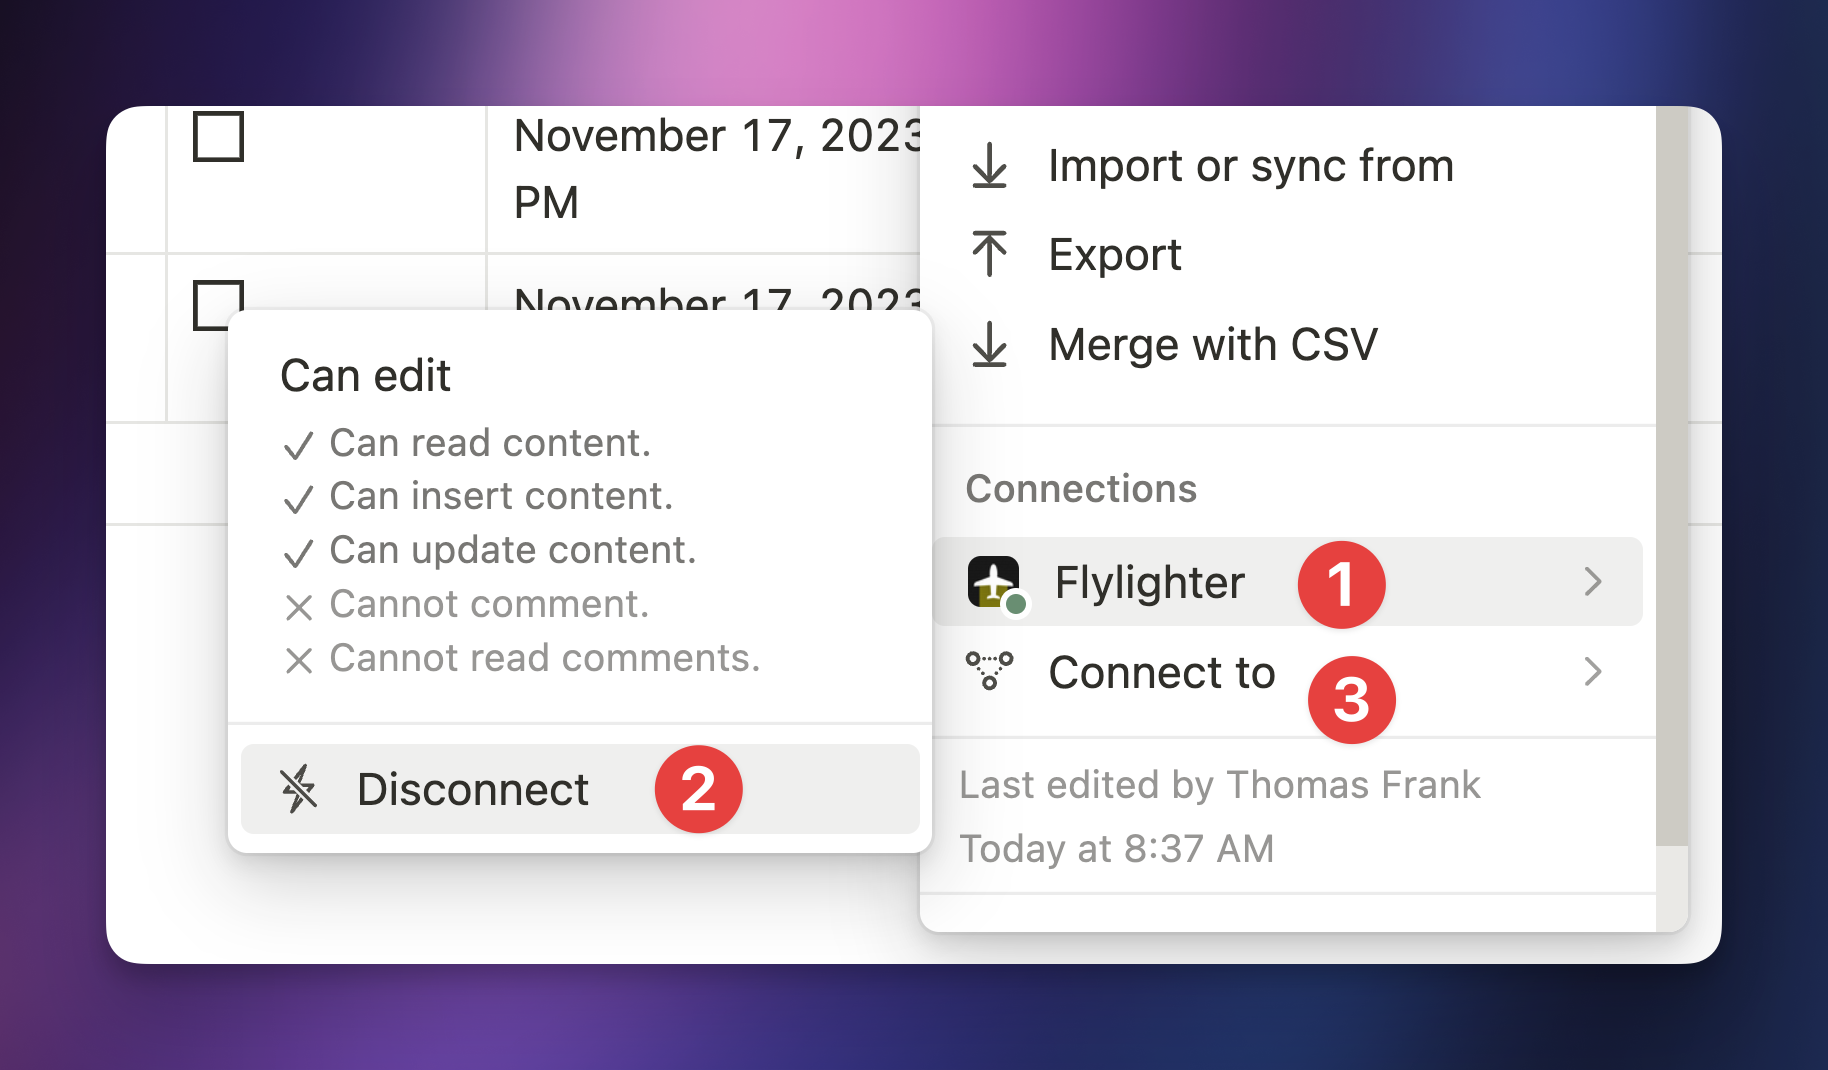 November 17, 2023
PM
November 17, 2023
Import or sync from
Export
Merge with CSV
Connections
Flylighter
1
Connect to
3
Last edited by Thomas Frank
Today at 8:37 AM
Can edit
Can read content.
Can insert content.
Can update content.
Cannot comment.
Cannot read comments.
Disconnect
2